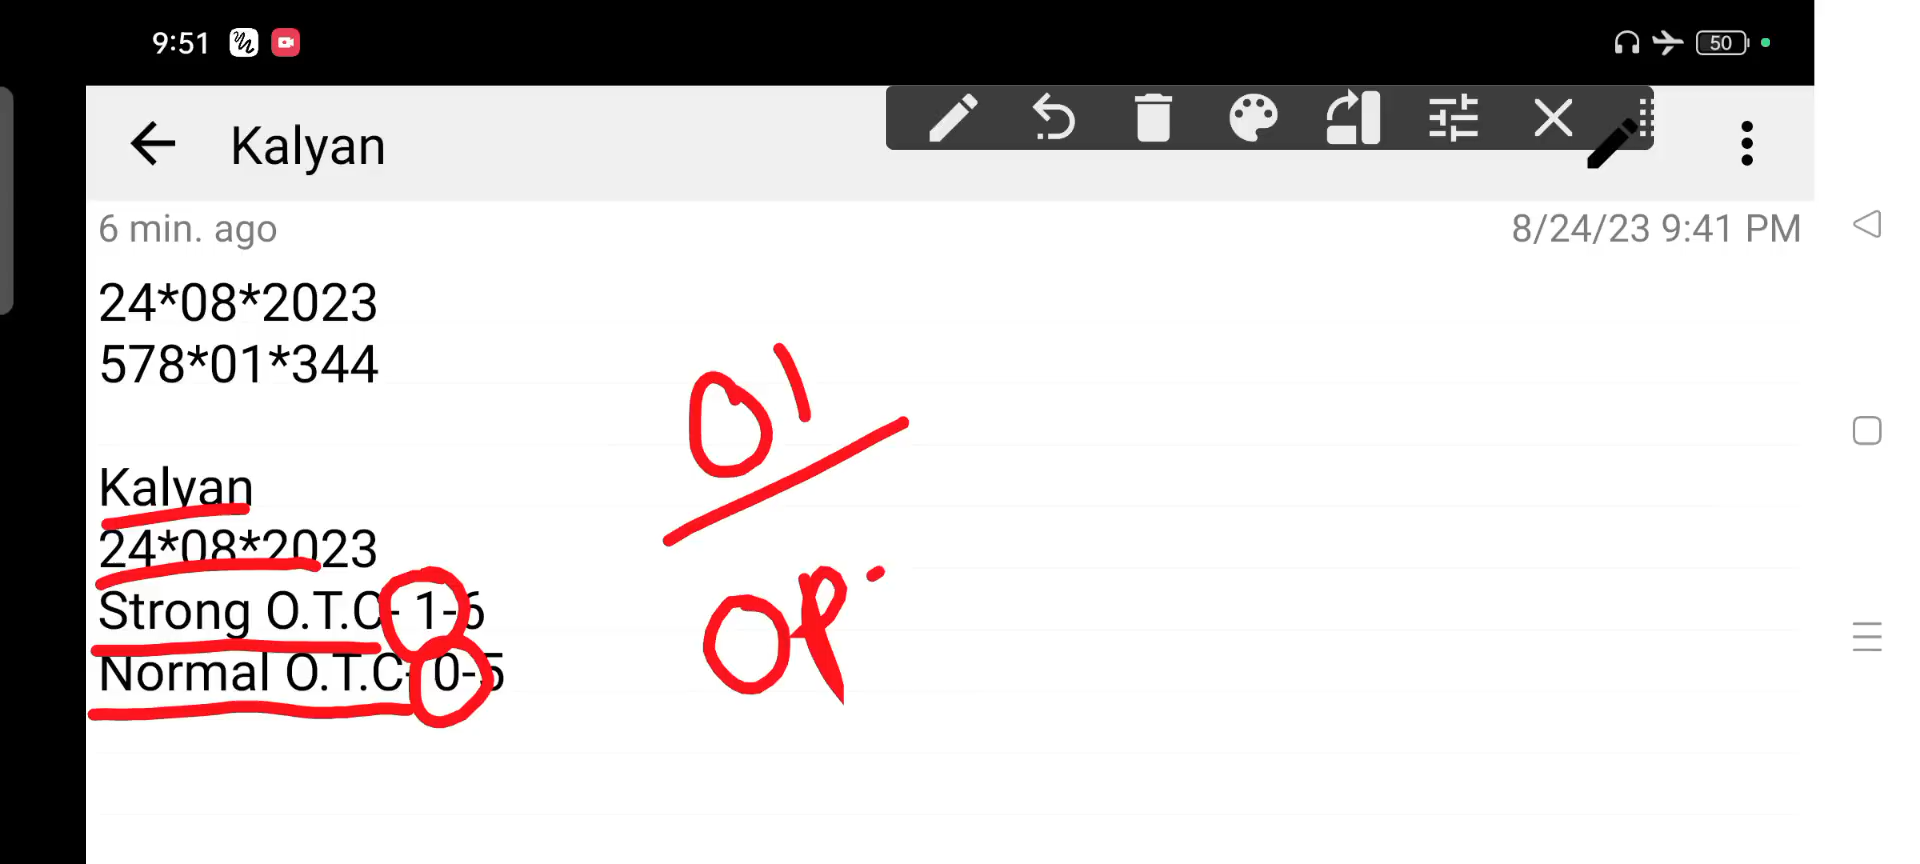 9:51
50
Kalyan
6 min. ago
8/24/23 9:41 PM
24*08*2023
578*01*344
01
Kalyan
24*08*2023
Strong O.T.C- 1-6
Normal O.T.C- 0-5
OP